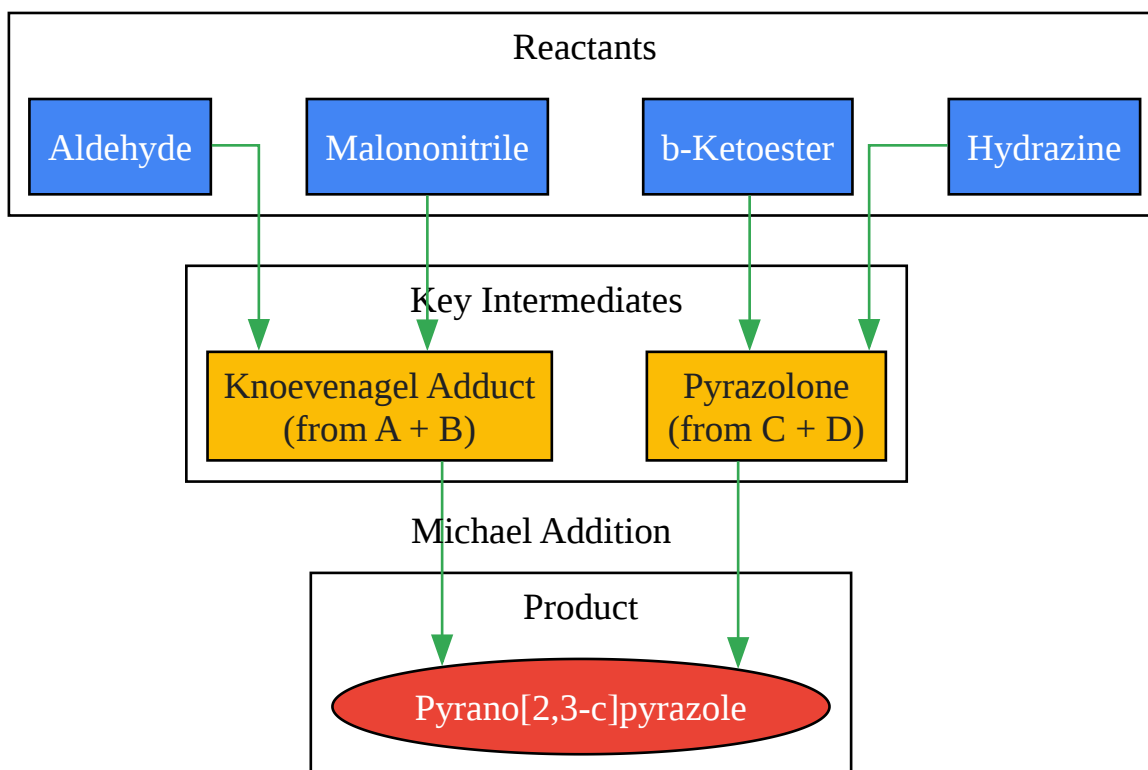 Reactants
Aldehyde
Malononitrile
b-Ketoester
Hydrazine
Key Intermediates
Knoevenagel Adduct
(from A + B)
Pyrazolone
(from C + D)
Michael Addition
Product
Pyrano[2,3-c]pyrazole